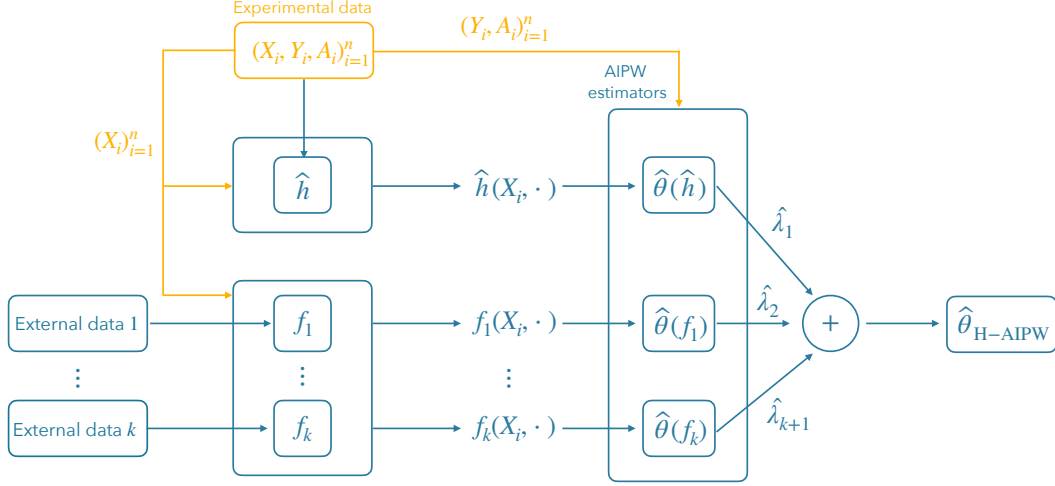 Experimental data
(X_i, Y_i, A_i)_{i=1}^n
(Y_i, A_i)_{i=1}^n
AIPW
estimators
(X_i)_{i=1}^n
ĥ
ĥ(X_i, ·)
θ̂(ĥ)
λ̂_1
External data 1
f_1
f_1(X_i, ·)
θ̂(f_1)
λ̂_2
+
θ̂_{H−AIPW}
⋮
⋮
⋮
External data k
f_k
f_k(X_i, ·)
θ̂(f_k)
λ̂_{k+1}